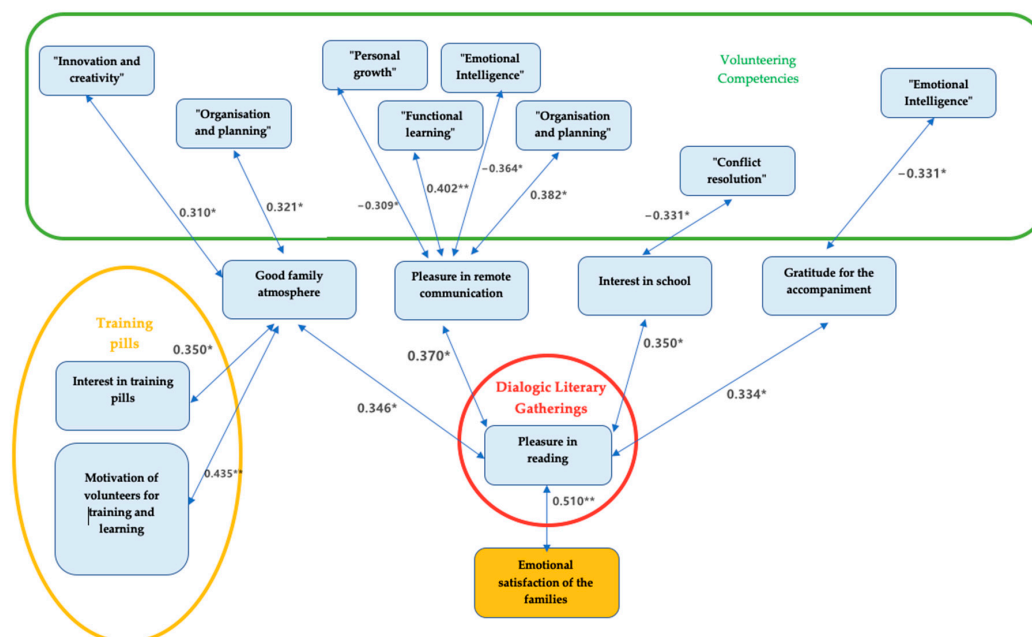 "Innovation and
creativity"
"Organisation
and planning"
"Personal
growth"
"Emotional
Intelligence"
"Functional
learning"
"Organisation
and planning"
Volunteering
Competencies
"Emotional
Intelligence"
"Conflict
resolution"
0.310*
0.321*
−0.309*
0.402**
−0.364*
0.382*
−0.331*
−0.331*
Good family
atmosphere
Pleasure in remote
communication
Interest in school
Gratitude for the
accompaniment
Training
pills
0.350*
Interest in training
pills
0.435**
Motivation of
volunteers for
training and
learning
0.346*
0.370*
0.350*
0.334*
Dialogic Literary
Gatherings
Pleasure in
reading
0.510**
Emotional
satisfaction of the
families